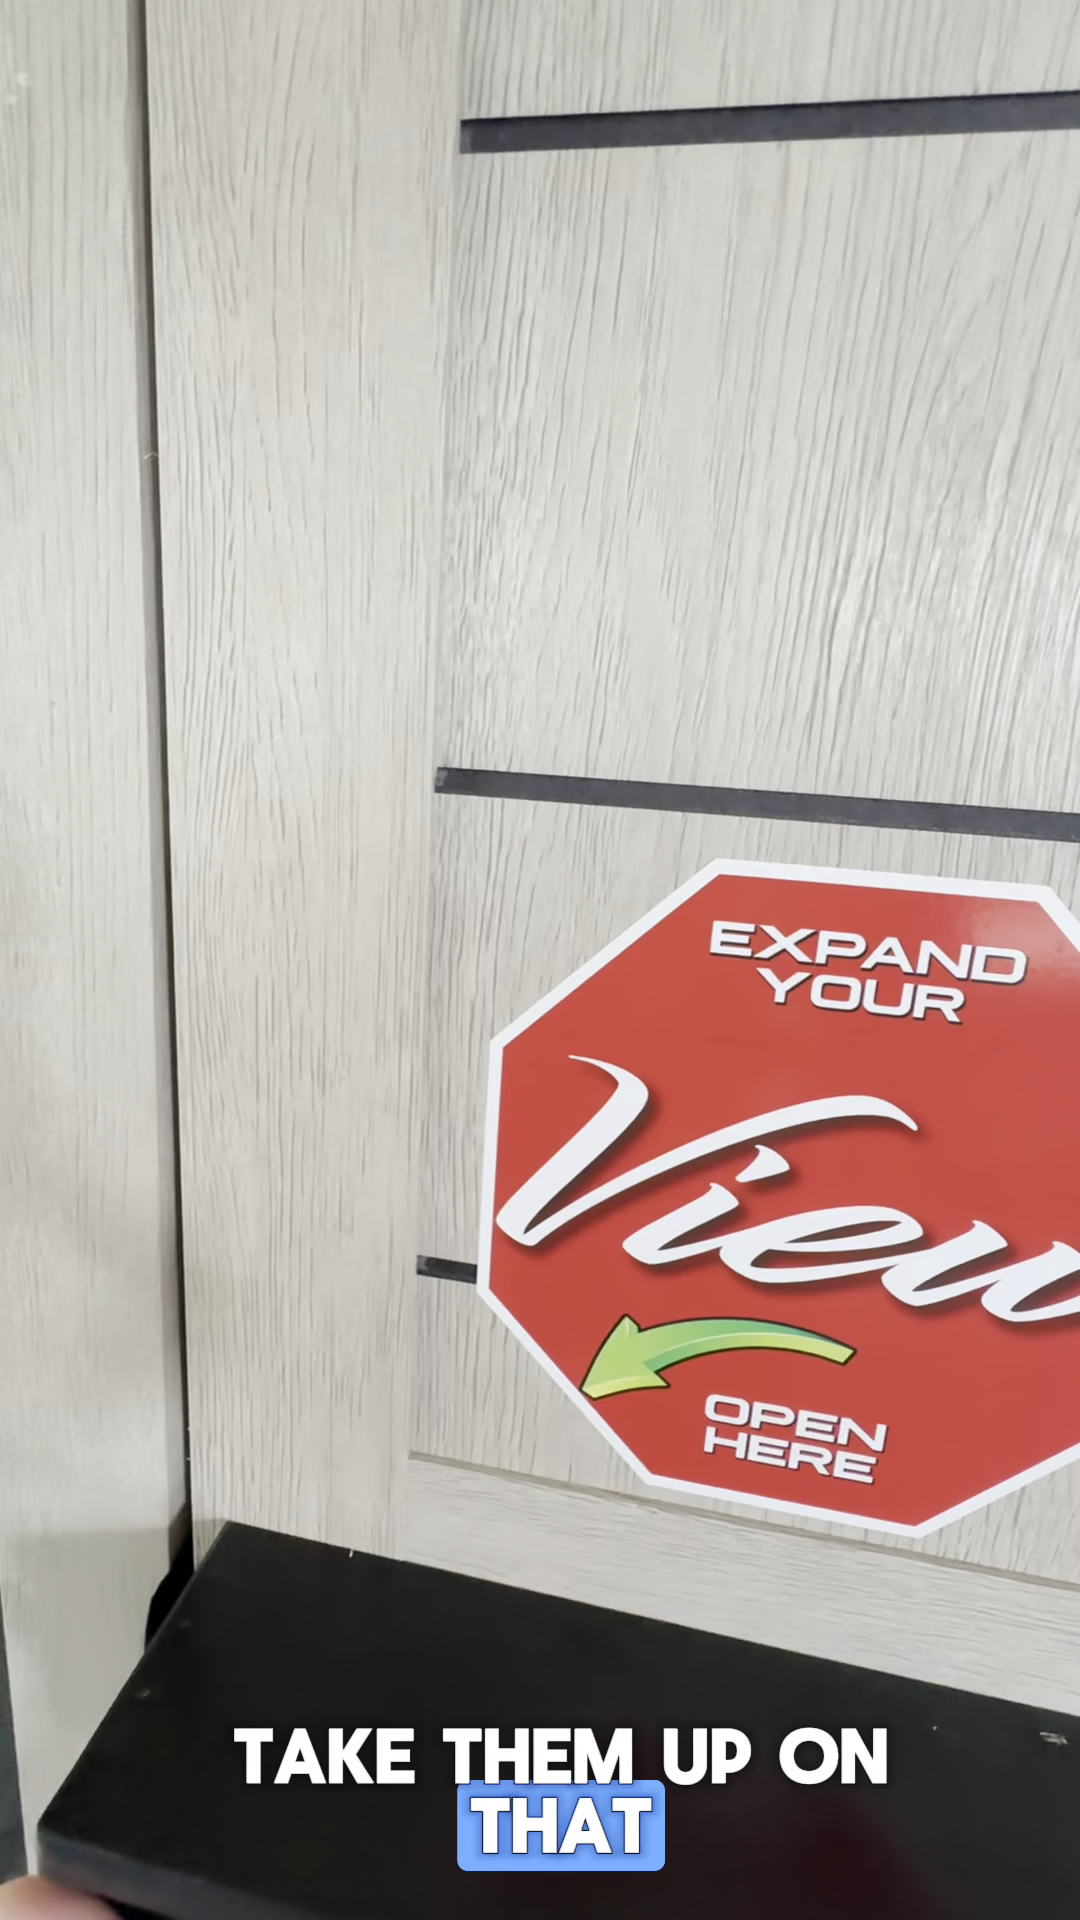 EXPAND
YOUR
View
OPEN
HERE
TAKE THEM UP ON
THAT